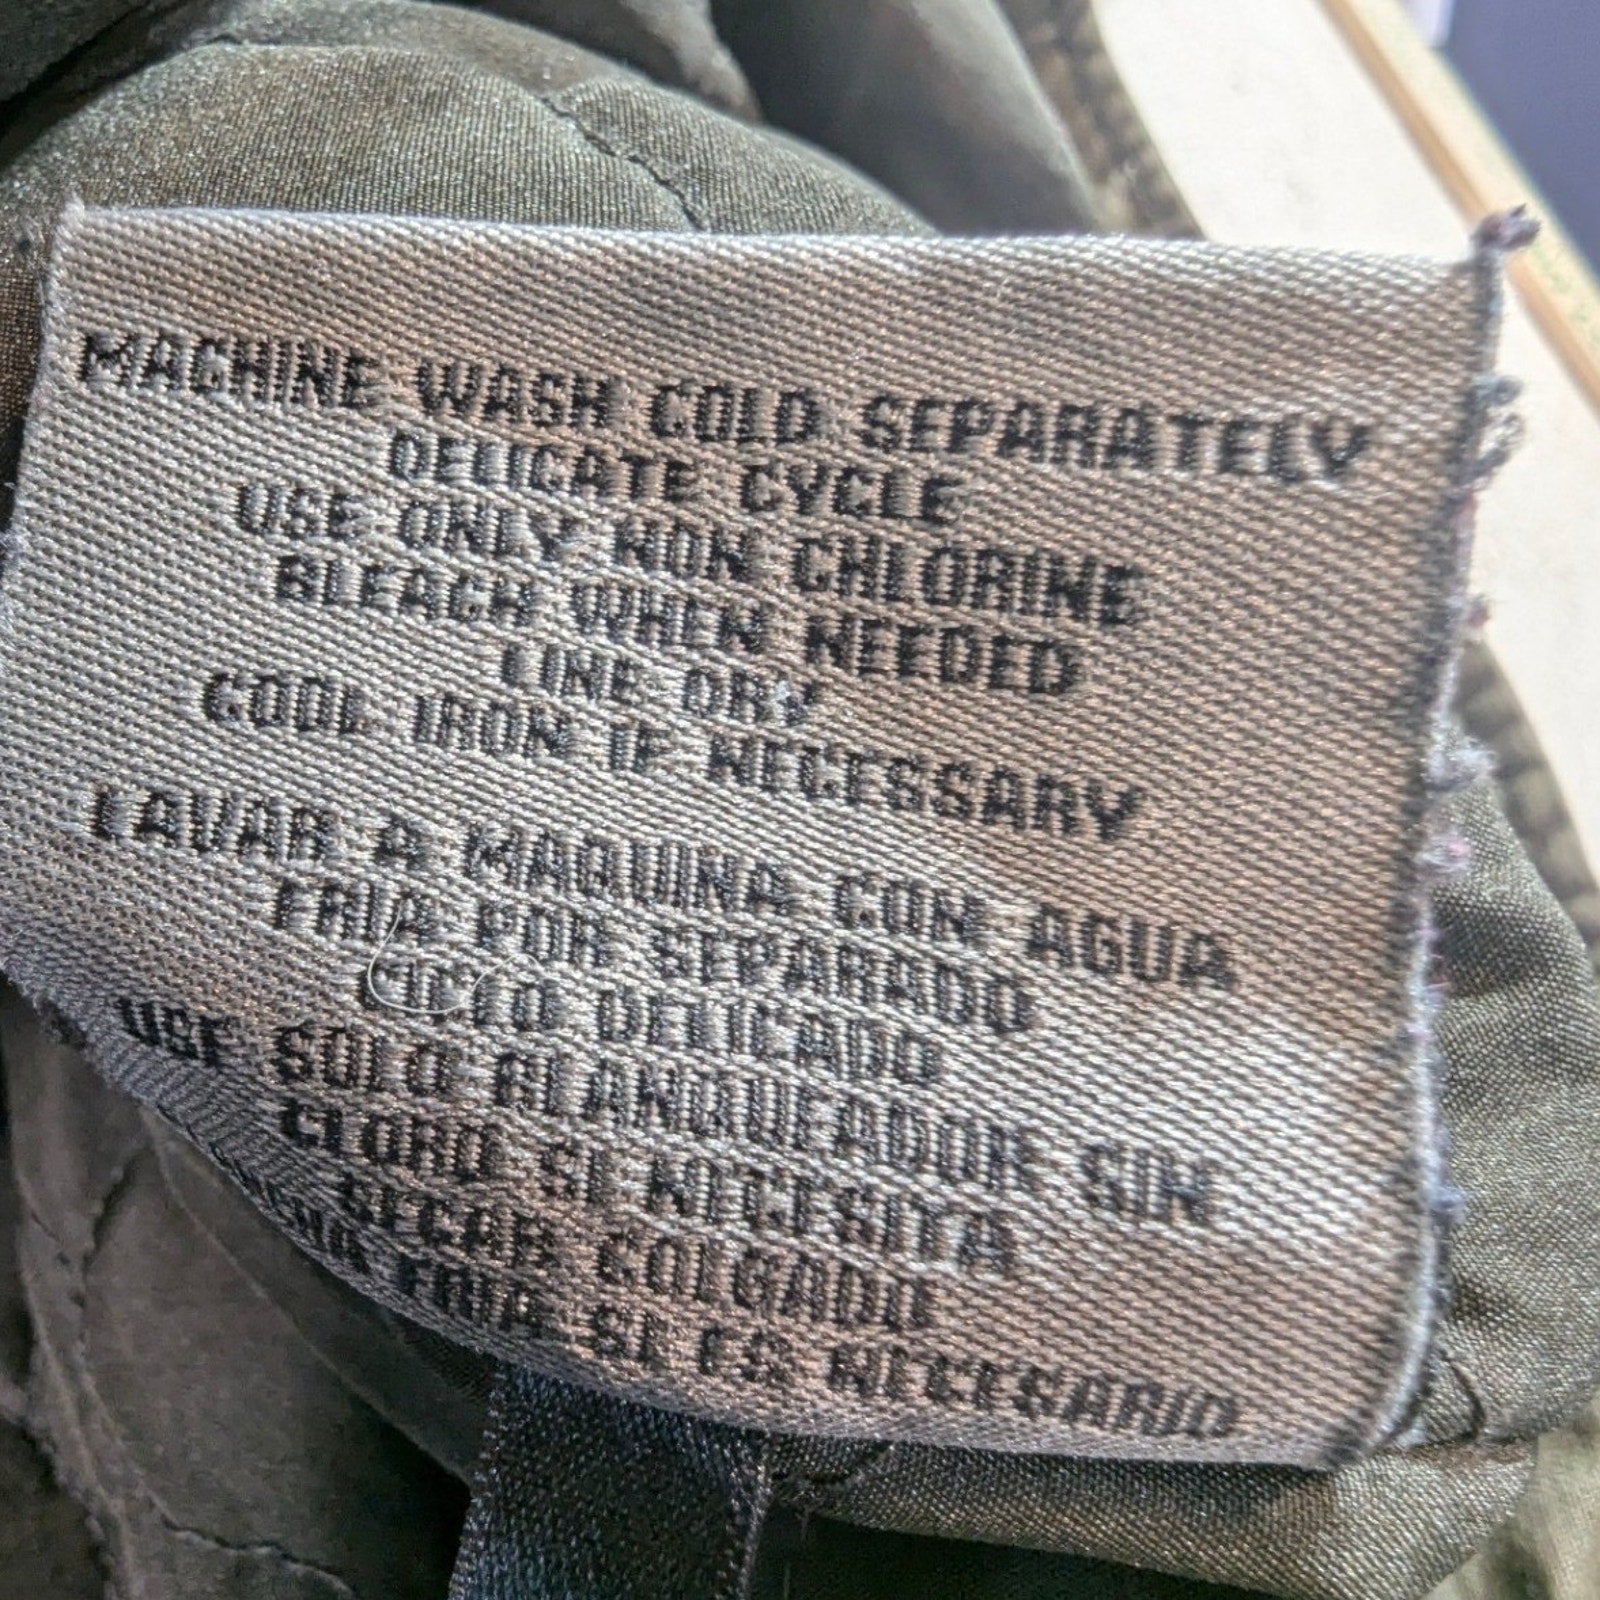 MACHINE WASH COLD SEPARATELY
DELICATE CYCLE
USE ONLY NON CHLORINE
BLEACH WHEN NEEDED
LINE DRY
COOL IRON IF NECESSARY
LAVAR A MAQUINA CON AGUA
FRIA POR SEPARADO
CICLO DELICADO
USE SOLO BLANQUEADOR SIN
CLORO SI NECESITA
SECAR COLGADO
FRIA SI ES NECESARIO